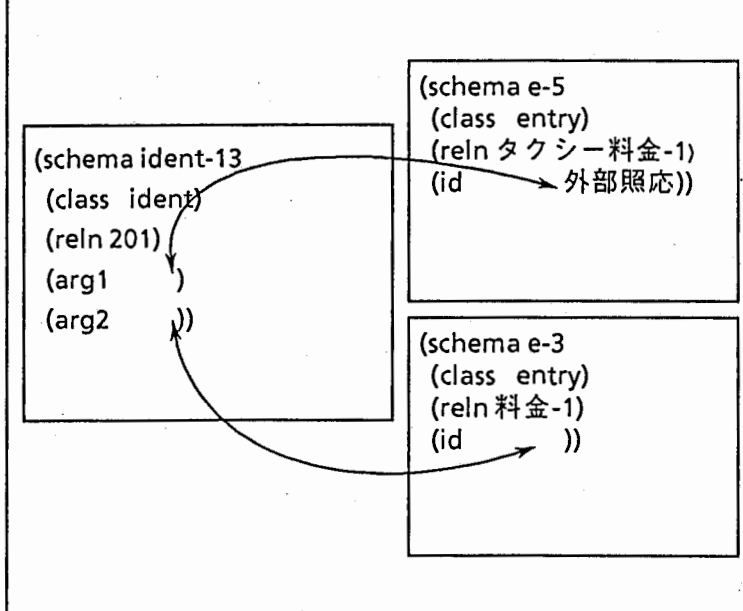 (schema ident-13
(class ident)
(reln 201)
(arg1 )
(arg2 ))
(schema e-5
(class entry)
(reln タクシー料金-1)
(id 外部照応))
(schema e-3
(class entry)
(reln 料金-1)
(id ))